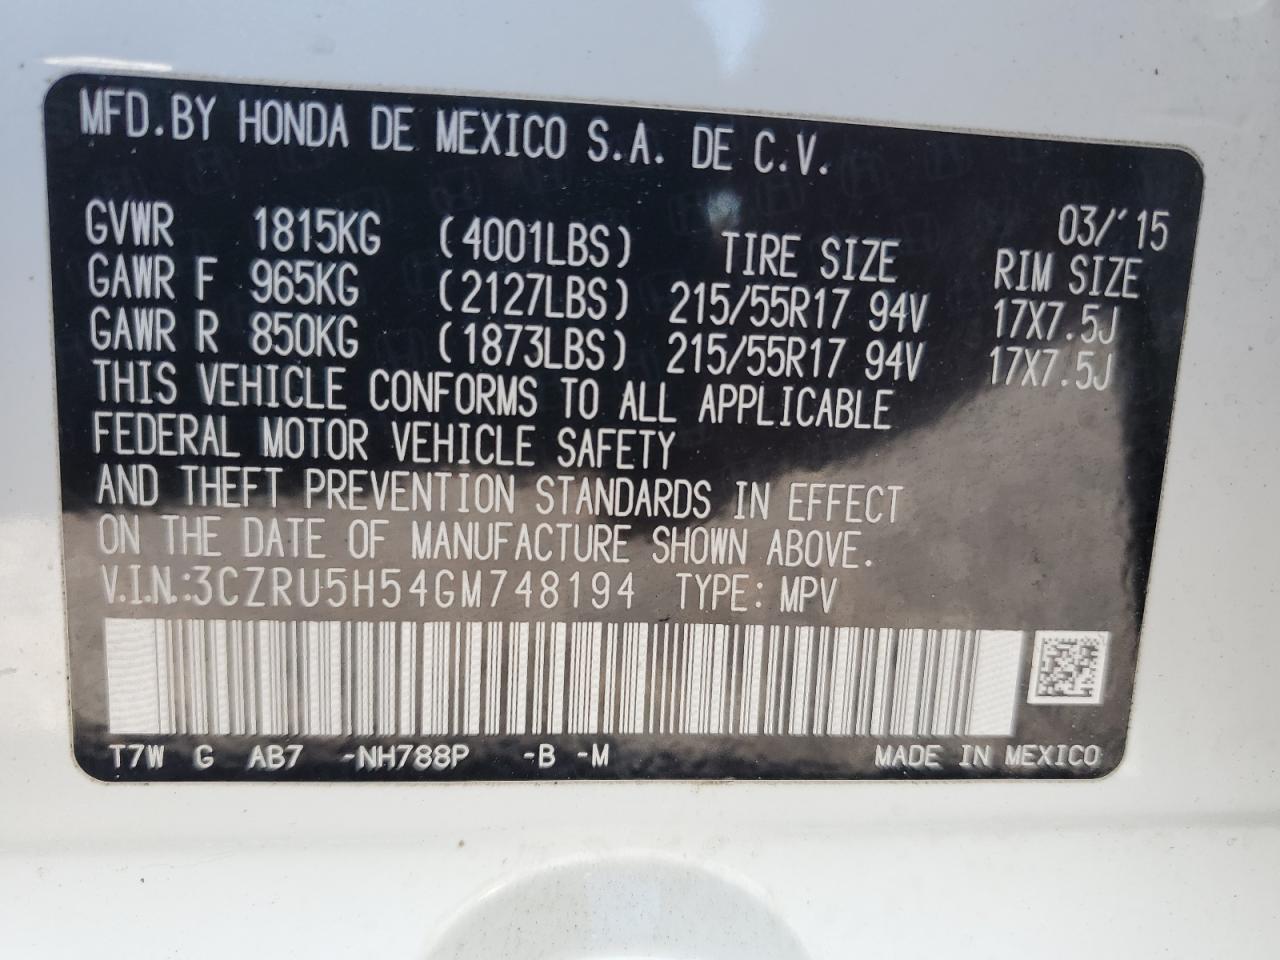 MFD.BY HONDA DE MEXICO S.A. DE C.V.
03/'15
GVWR 1815KG (4001LBS) TIRE SIZE RIM SIZE
GAWR F 965KG (2127LBS) 215/55R17 94V 17X7.5J
GAWR R 850KG (1873LBS) 215/55R17 94V 17X7.5J
THIS VEHICLE CONFORMS TO ALL APPLICABLE
FEDERAL MOTOR VEHICLE SAFETY
AND THEFT PREVENTION STANDARDS IN EFFECT
ON THE DATE OF MANUFACTURE SHOWN ABOVE.
V.I.N.:3CZRU5H54GM748194 TYPE: MPV
T7W G AB7 -NH788P -B -M MADE IN MEXICO